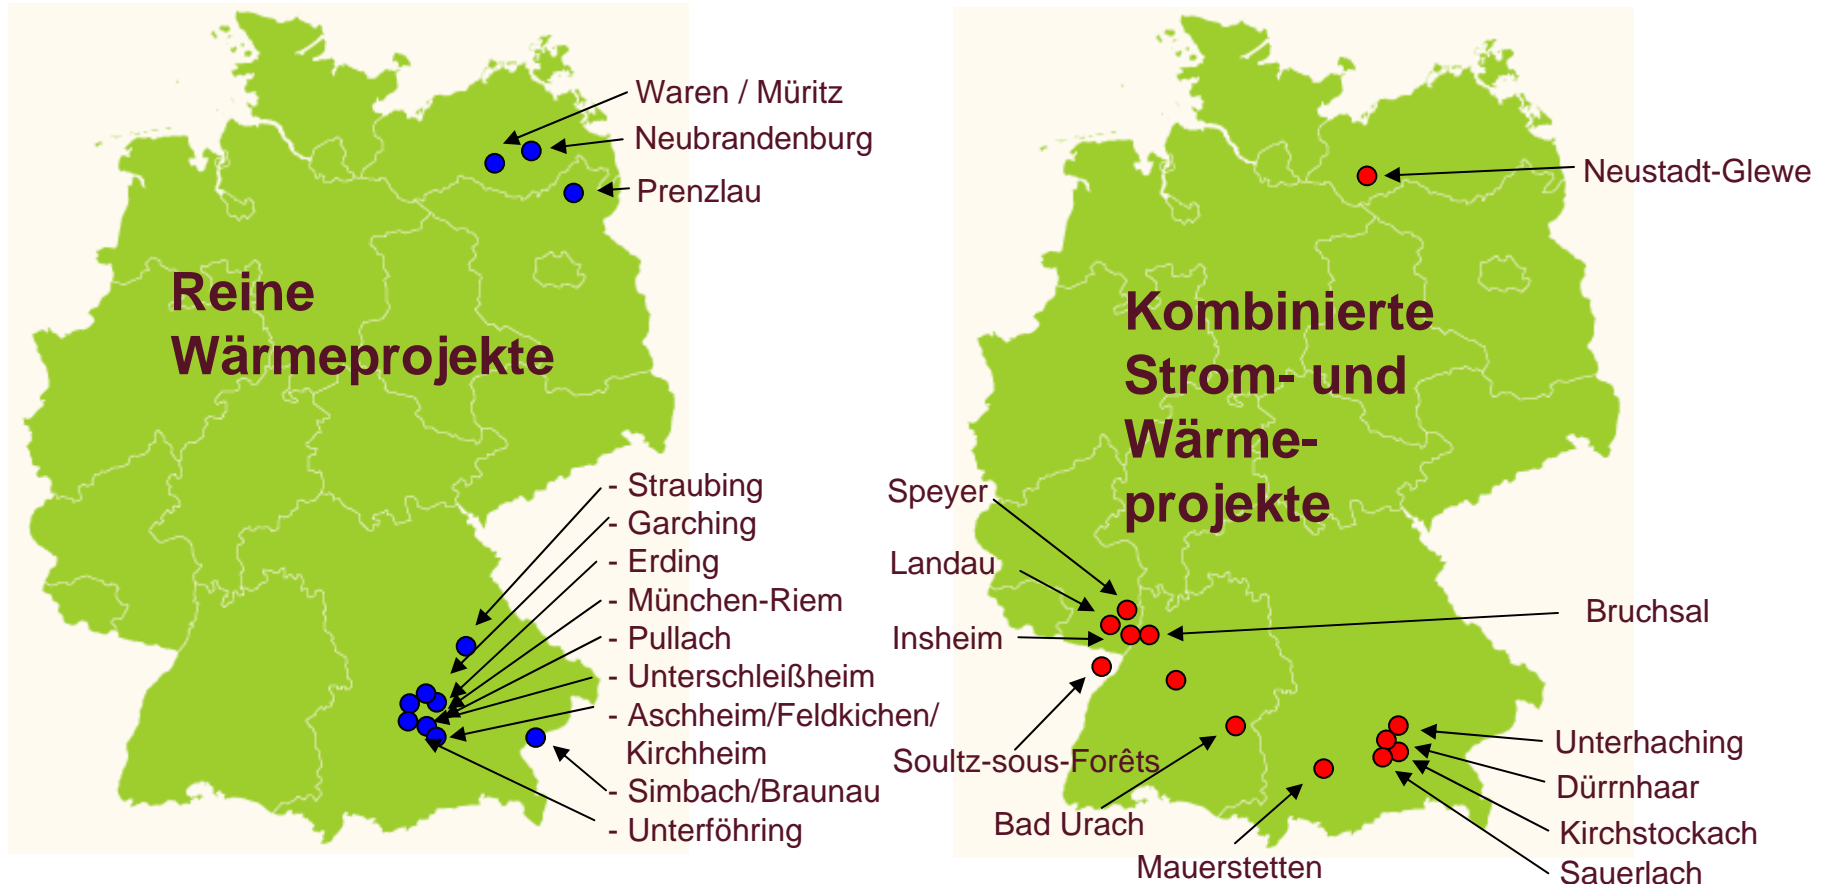 Waren / Müritz
Neubrandenburg
Prenzlau
Reine
Wärmeprojekte
- Straubing
- Garching
- Erding
- München-Riem
- Pullach
- Unterschleißheim
- Aschheim/Feldkichen/
Kirchheim
- Simbach/Braunau
- Unterföhring
Neustadt-Glewe
Kombinierte
Strom- und
Wärme-
projekte
Speyer
Landau
Insheim
Bruchsal
Soultz-sous-Forêts
Bad Urach
Mauerstetten
Unterhaching
Dürrnhaar
Kirchstockach
Sauerlach